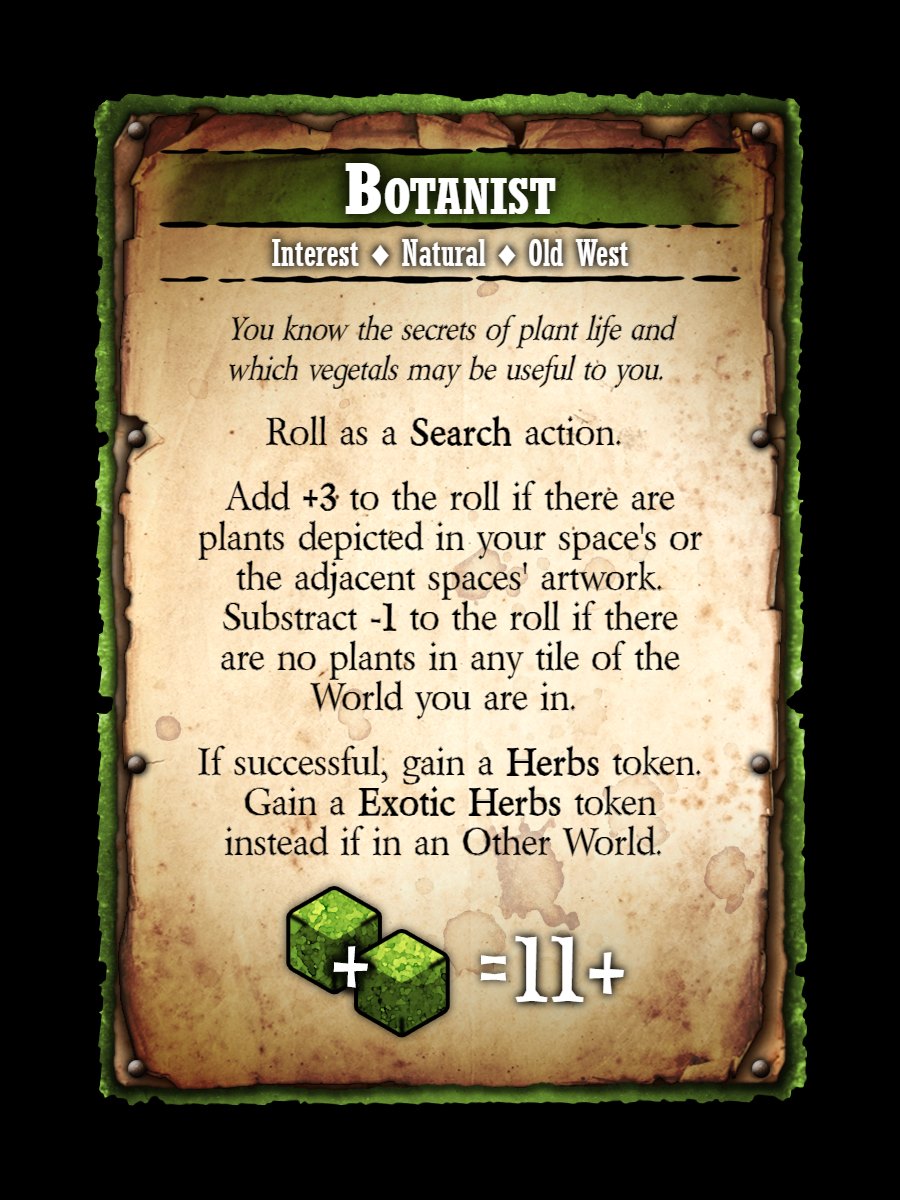 Botanist
Interest ♦ Natural ♦ Old West
You know the secrets of plant life and
which vegetals may be useful to you.
Roll as a Search action.
Add +3 to the roll if there are
plants depicted in your space's or
the adjacent spaces' artwork.
Substract -1 to the roll if there
are no plants in any tile of the
World you are in.
If successful, gain a Herbs token.
Gain a Exotic Herbs token
instead if in an Other World.
+ =11+